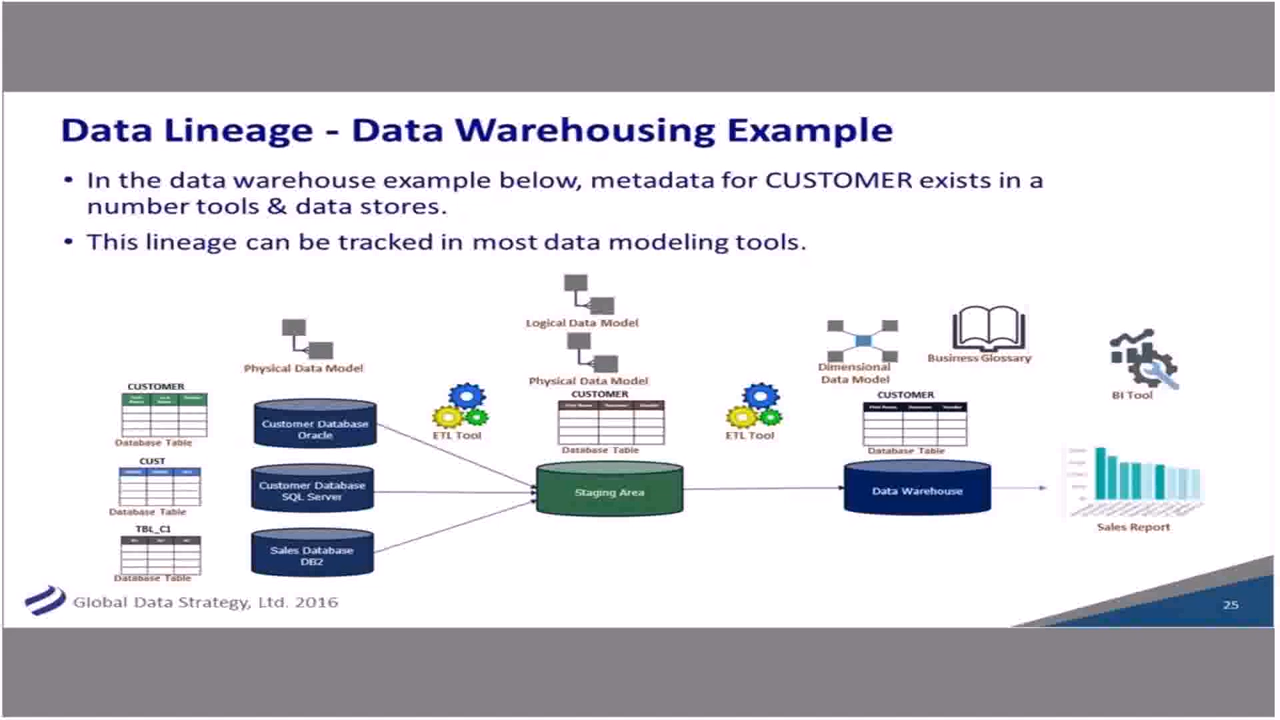 Data Lineage - Data Warehousing Example
• In the data warehouse example below, metadata for CUSTOMER exists in a
number tools & data stores.
• This lineage can be tracked in most data modeling tools.
Logical Data Model
Physical Data Model
Physical Data Model
Dimensional
Data Model
Business Glossary
BI Tool
CUSTOMER
Database Table
Customer Database
Oracle
ETL Tool
CUSTOMER
Database Table
ETL Tool
CUSTOMER
Database Table
CUST
Database Table
Customer Database
SQL Server
Staging Area
Data Warehouse
Sales Report
TBL_C1
Database Table
Sales Database
DB2
Global Data Strategy, Ltd. 2016
25